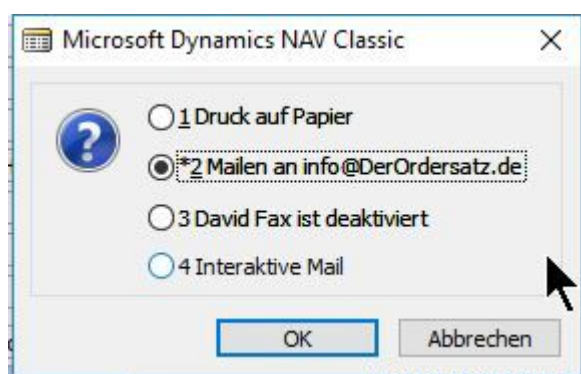 Microsoft Dynamics NAV Classic
1 Druck auf Papier
*2 Mailen an info@DerOrdersatz.de
3 David Fax ist deaktiviert
4 Interaktive Mail
OK
Abbrechen